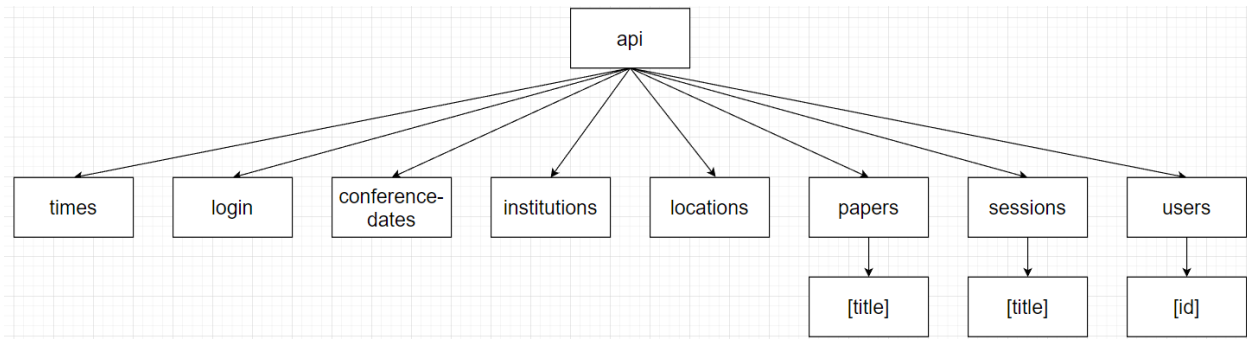 api
times
login
conference-
dates
institutions
locations
papers
sessions
users
[title]
[title]
[id]